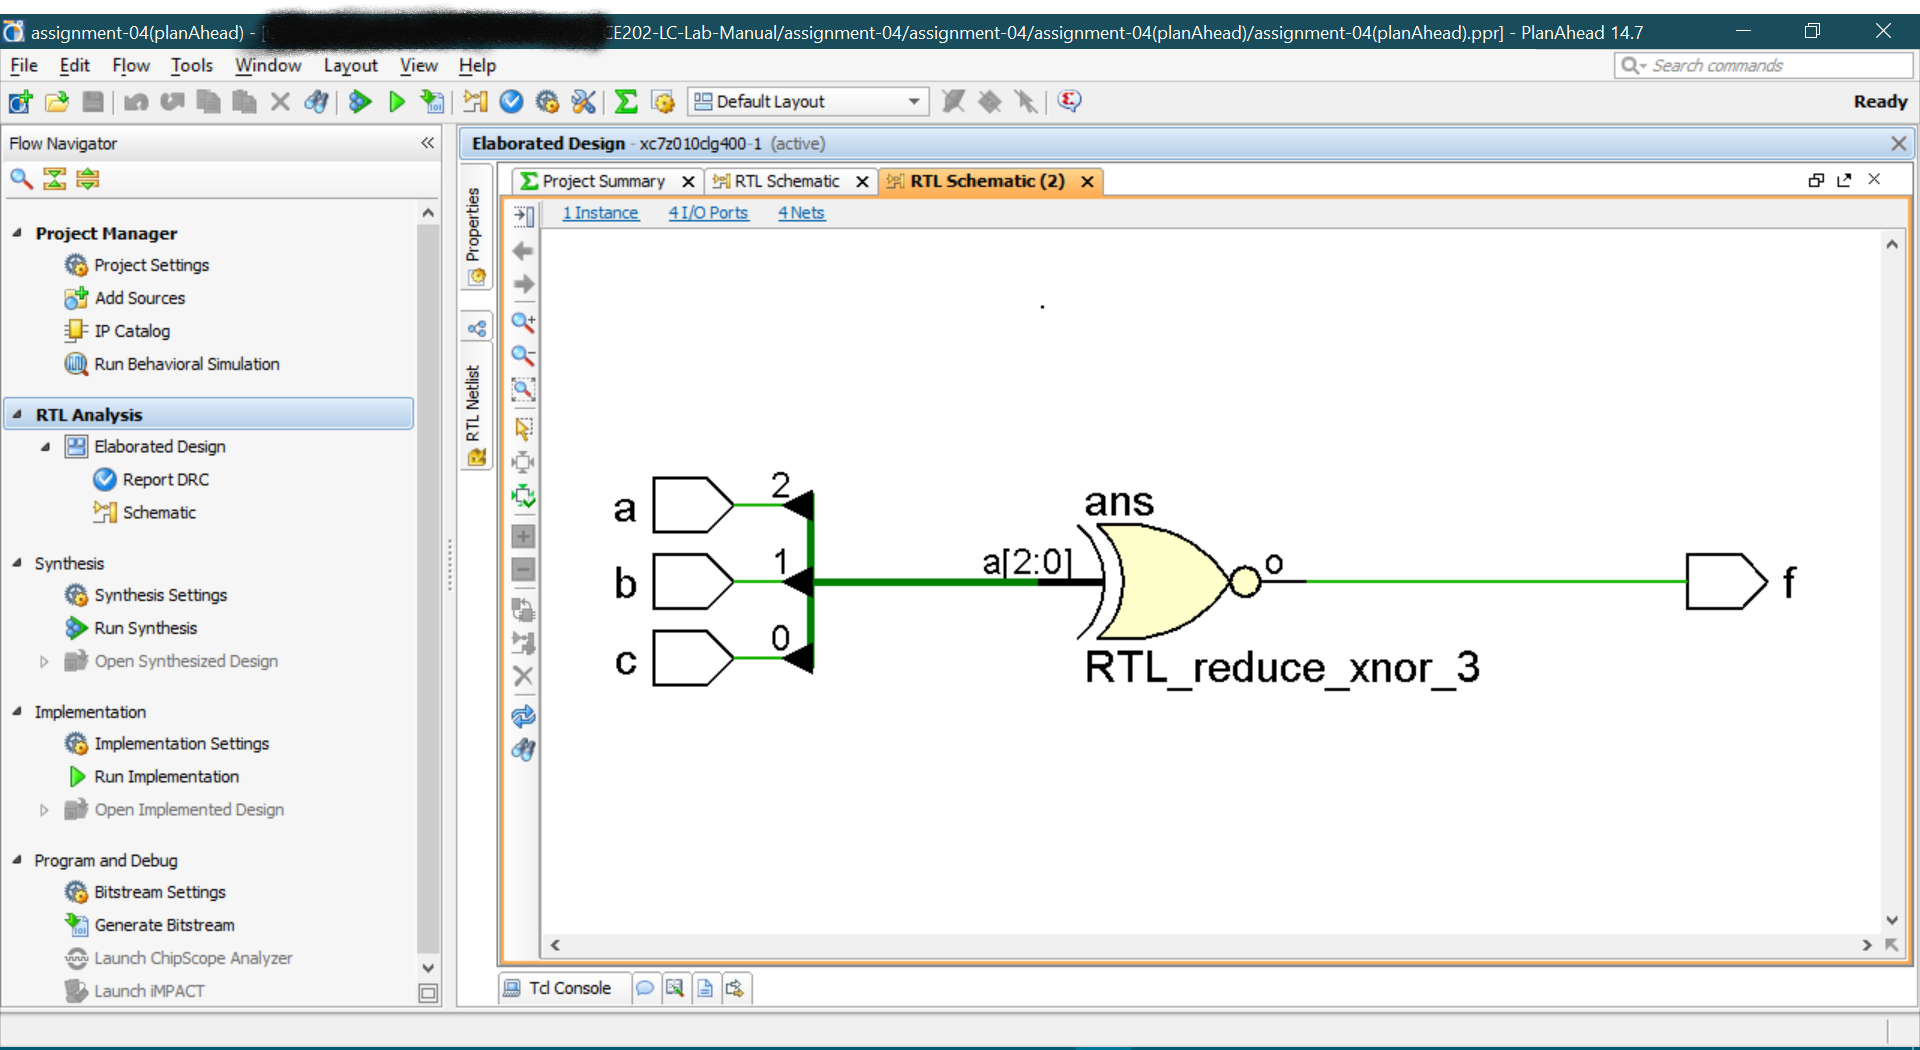 assignment-04(planAhead) - [C CE202-LC-Lab-Manual/assignment-04/assignment-04/assignment-04(planAhead)/assignment-04(planAhead).ppr] - PlanAhead 14.7
File Edit Flow Tools Window Layout View Help
Search commands
Default Layout
Ready
Flow Navigator
Project Manager
Project Settings
Add Sources
IP Catalog
Run Behavioral Simulation
RTL Analysis
Elaborated Design
Report DRC
Schematic
Synthesis
Synthesis Settings
Run Synthesis
Open Synthesized Design
Implementation
Implementation Settings
Run Implementation
Open Implemented Design
Program and Debug
Bitstream Settings
Generate Bitstream
Launch ChipScope Analyzer
Launch iMPACT
Elaborated Design - xc7z010clg400-1 (active)
Properties
RTL Netlist
Project Summary
RTL Schematic
RTL Schematic (2)
1 Instance 4 I/O Ports 4 Nets
a 2
b 1
c 0
a[2:0]
ans
o
RTL_reduce_xnor_3
f
Tcl Console